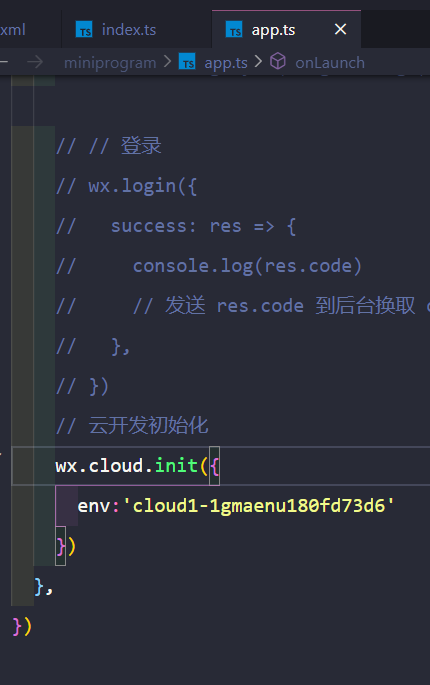 xml TS index.ts TS app.ts ×
miniprogram > TS app.ts > onLaunch
// // 登录
// wx.login({
//   success: res => {
//     console.log(res.code)
//     // 发送 res.code 到后台换取
//   },
// })
// 云开发初始化
wx.cloud.init({
  env:'cloud1-1gmaenu180fd73d6'
})
},
})